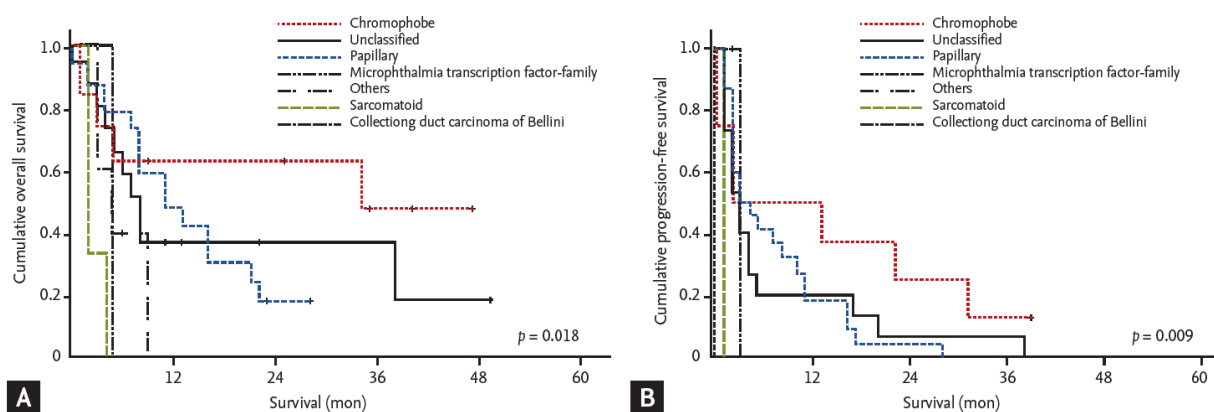 Chromophobe
Unclassified
Papillary
Microphthalmia transcription factor-family
Others
Sarcomatoid
Collectiong duct carcinoma of Bellini
Cumulative overall survival
1.0
0.8
0.6
0.4
0.2
0
p = 0.018
12
24
36
48
60
Survival (mon)
A
Chromophobe
Unclassified
Papillary
Microphthalmia transcription factor-family
Others
Sarcomatoid
Collectiong duct carcinoma of Bellini
Cumulative progression-free survival
1.0
0.8
0.6
0.4
0.2
0
p = 0.009
12
24
36
48
60
Survival (mon)
B